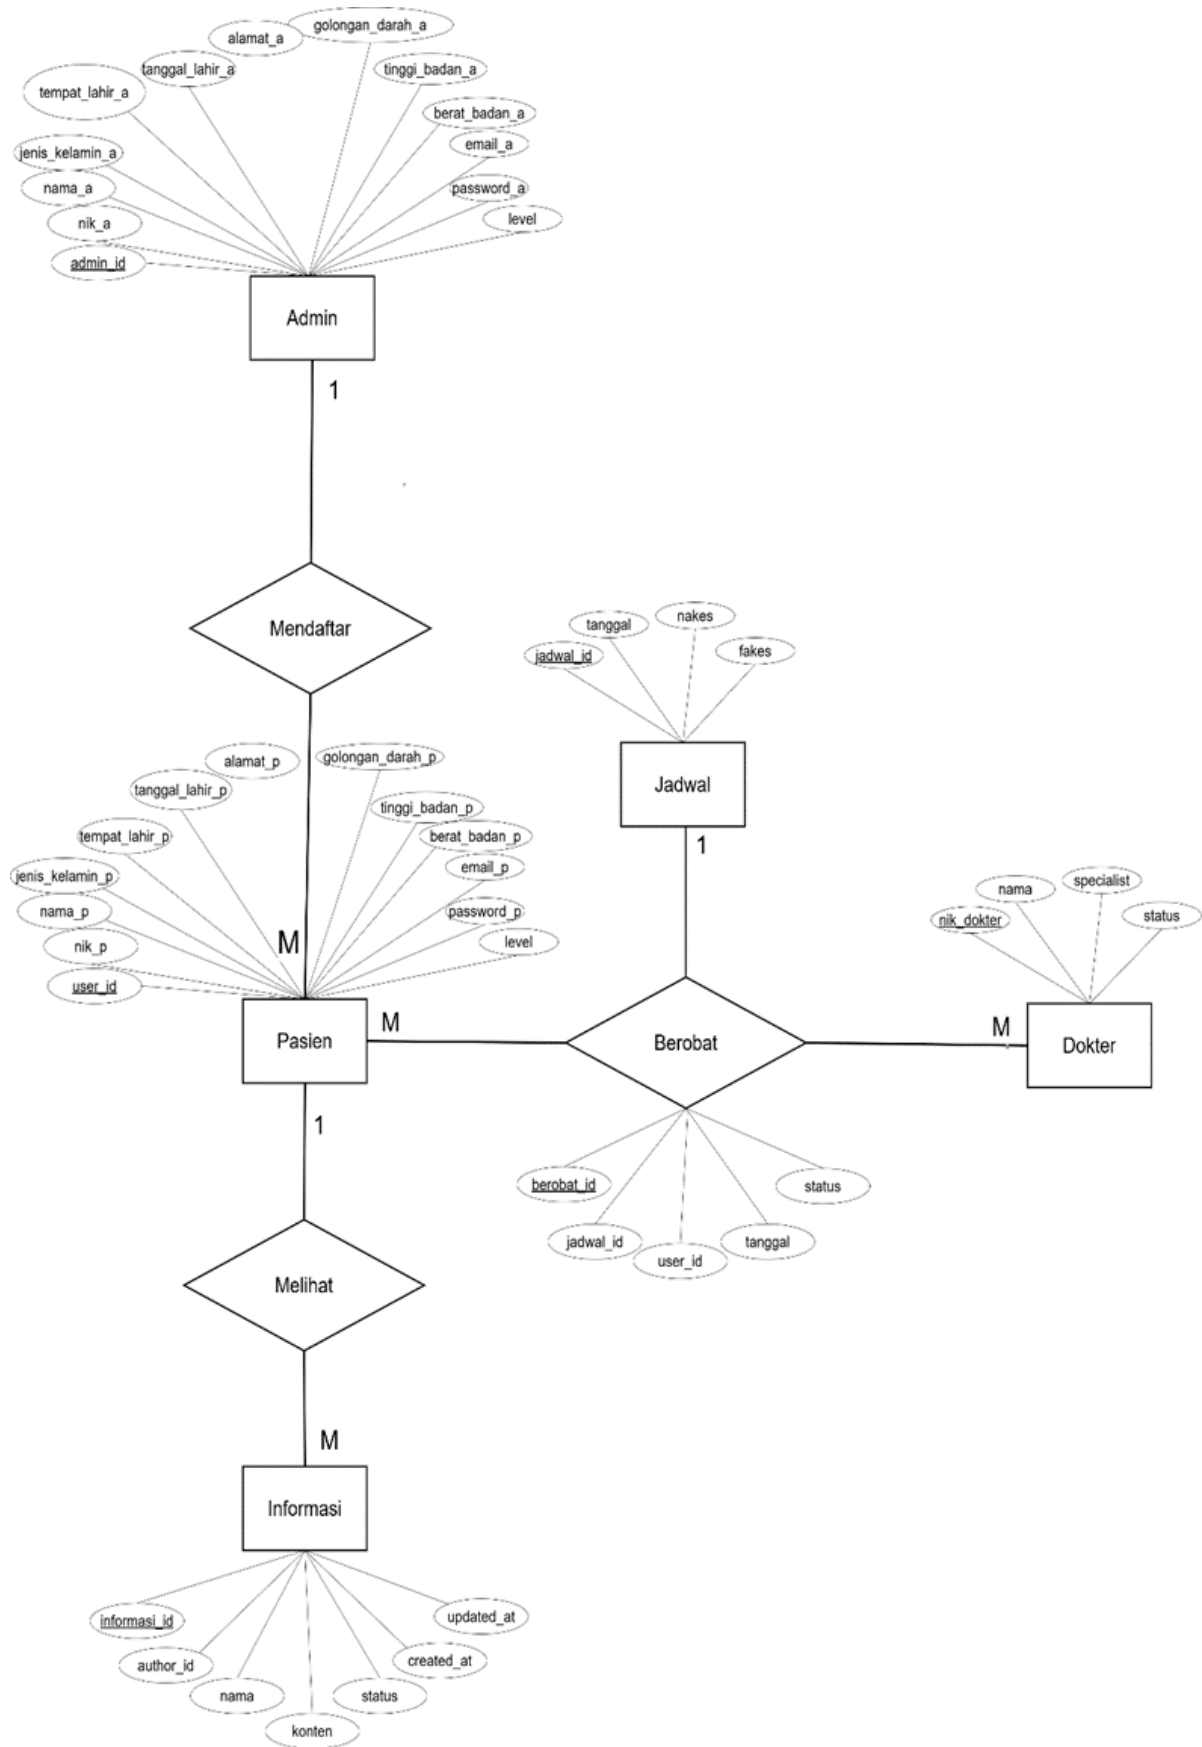 golongan_darah_a
alamat_a
tanggal_lahir_a
tinggi_badan_a
tempat_lahir_a
berat_badan_a
email_a
jenis_kelamin_a
nama_a
password_a
nik_a
level
admin_id
Admin
1
Mendaftar
nakes
tanggal
jadwal_id
fakes
Jadwal
1
alamat_p
golongan_darah_p
tanggal_lahir_p
tinggi_badan_p
tempat_lahir_p
berat_badan_p
email_p
jenis_kelamin_p
nama_p
password_p
nik_p
level
user_id
M
Pasien
M
Berobat
M
specialist
nama
nik_dokter
status
Dokter
berobat_id
jadwal_id
user_id
tanggal
status
1
Melihat
M
Informasi
informasi_id
author_id
nama
konten
status
created_at
updated_at